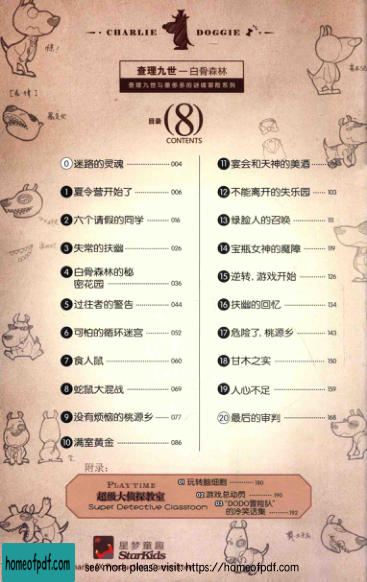 CHARLIE DOGGIE
查理九世—白骨森林
查理九世与墨多多的谜境冒险系列
目录 (8)
CONTENTS
0 迷路的灵魂 004
1 夏令营开始了 006
2 六个请假的同学 016
3 失常的扶幽 026
4 白骨森林的秘
密花园 036
5 过往者的警告 044
6 可怕的循环迷宫 052
7 食人鼠 060
8 蛇鼠大混战 069
9 没有烦恼的桃源乡 077
10 满室黄金 086
11 宴会和天神的美酒
12 不能离开的失乐园 103
13 绿脸人的召唤 111
14 宝瓶女神的魔障 119
15 逆转,游戏开始 126
16 扶幽的回忆 134
17 危险了,桃源乡 143
18 甘木之实 150
19 人心不足 159
20 最后的审判 168
附录:
PLAYTIME
超级大侦探教室
Super Detective Classroom
01 玩转脑细胞 180
02 游戏总动员 190
03 "DODO冒险队"
的冷笑话集 192
星梦童趣
StarKids
homeofpdf.com
see more please visit: https://homeofpdf.com